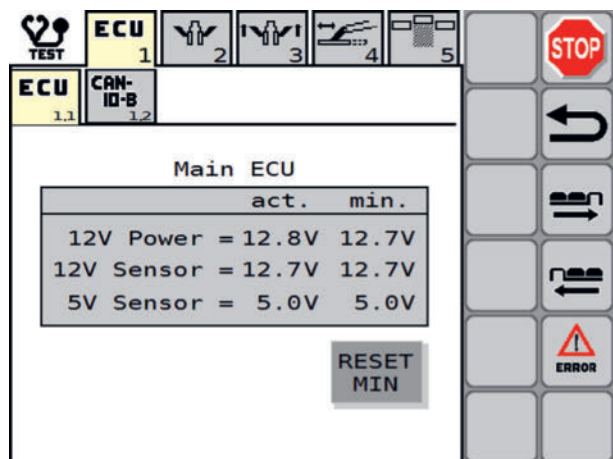 TEST
ECU
1
2
3
4
5
STOP
ECU
1.1
CAN-
IO-B
1.2
Main ECU
act. min.
12V Power = 12.8V 12.7V
12V Sensor = 12.7V 12.7V
5V Sensor = 5.0V 5.0V
RESET
MIN
ERROR